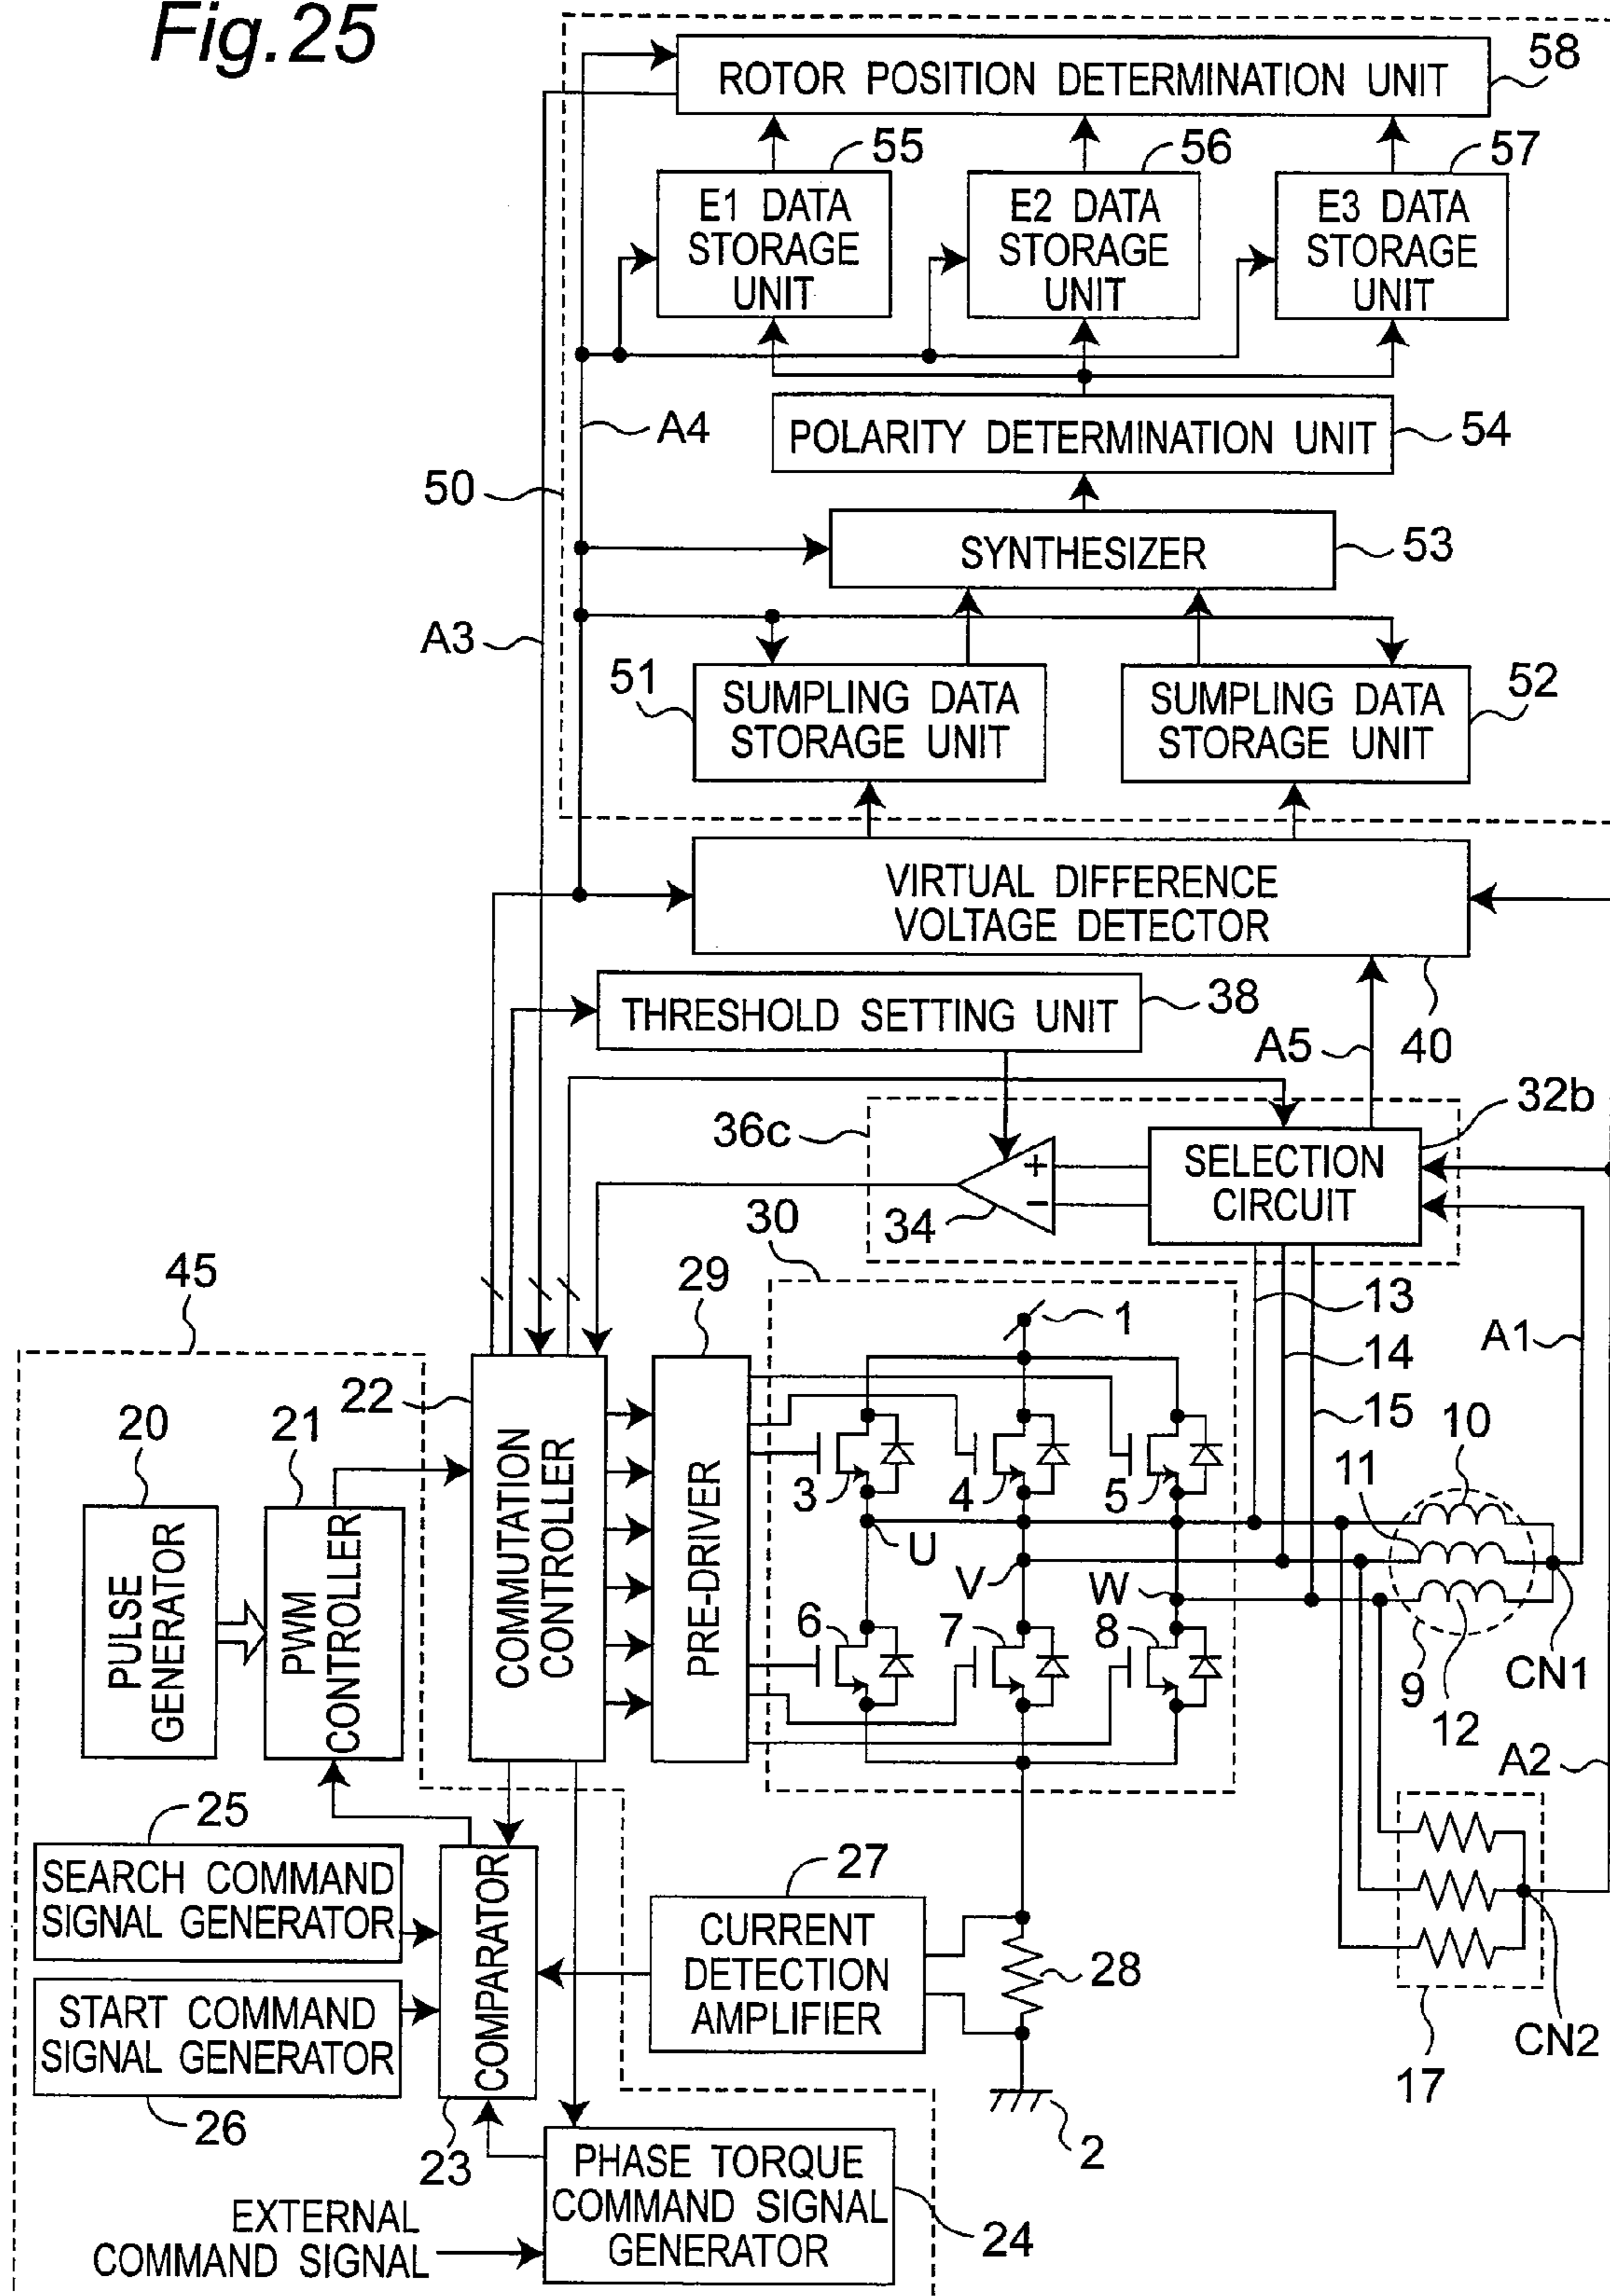 Fig.25
58
ROTOR POSITION DETERMINATION UNIT
55
56
57
E1 DATA
STORAGE
UNIT
E2 DATA
STORAGE
UNIT
E3 DATA
STORAGE
UNIT
A4
POLARITY DETERMINATION UNIT
54
50
SYNTHESIZER
53
A3
51
SUMPLING DATA
STORAGE UNIT
SUMPLING DATA
STORAGE UNIT
52
VIRTUAL DIFFERENCE
VOLTAGE DETECTOR
THRESHOLD SETTING UNIT
38
A5
40
32b
36c
+
−
34
SELECTION
CIRCUIT
30
45
29
13
1
A1
14
22
15
20
21
10
11
3
4
5
COMMUTATION
CONTROLLER
PRE-DRIVER
PULSE
GENERATOR
PWM
CONTROLLER
U
V
W
6
7
8
9
12
CN1
A2
25
SEARCH COMMAND
SIGNAL GENERATOR
COMPARATOR
27
CURRENT
DETECTION
AMPLIFIER
28
START COMMAND
SIGNAL GENERATOR
CN2
17
26
23
2
PHASE TORQUE
COMMAND SIGNAL
GENERATOR
24
EXTERNAL
COMMAND SIGNAL